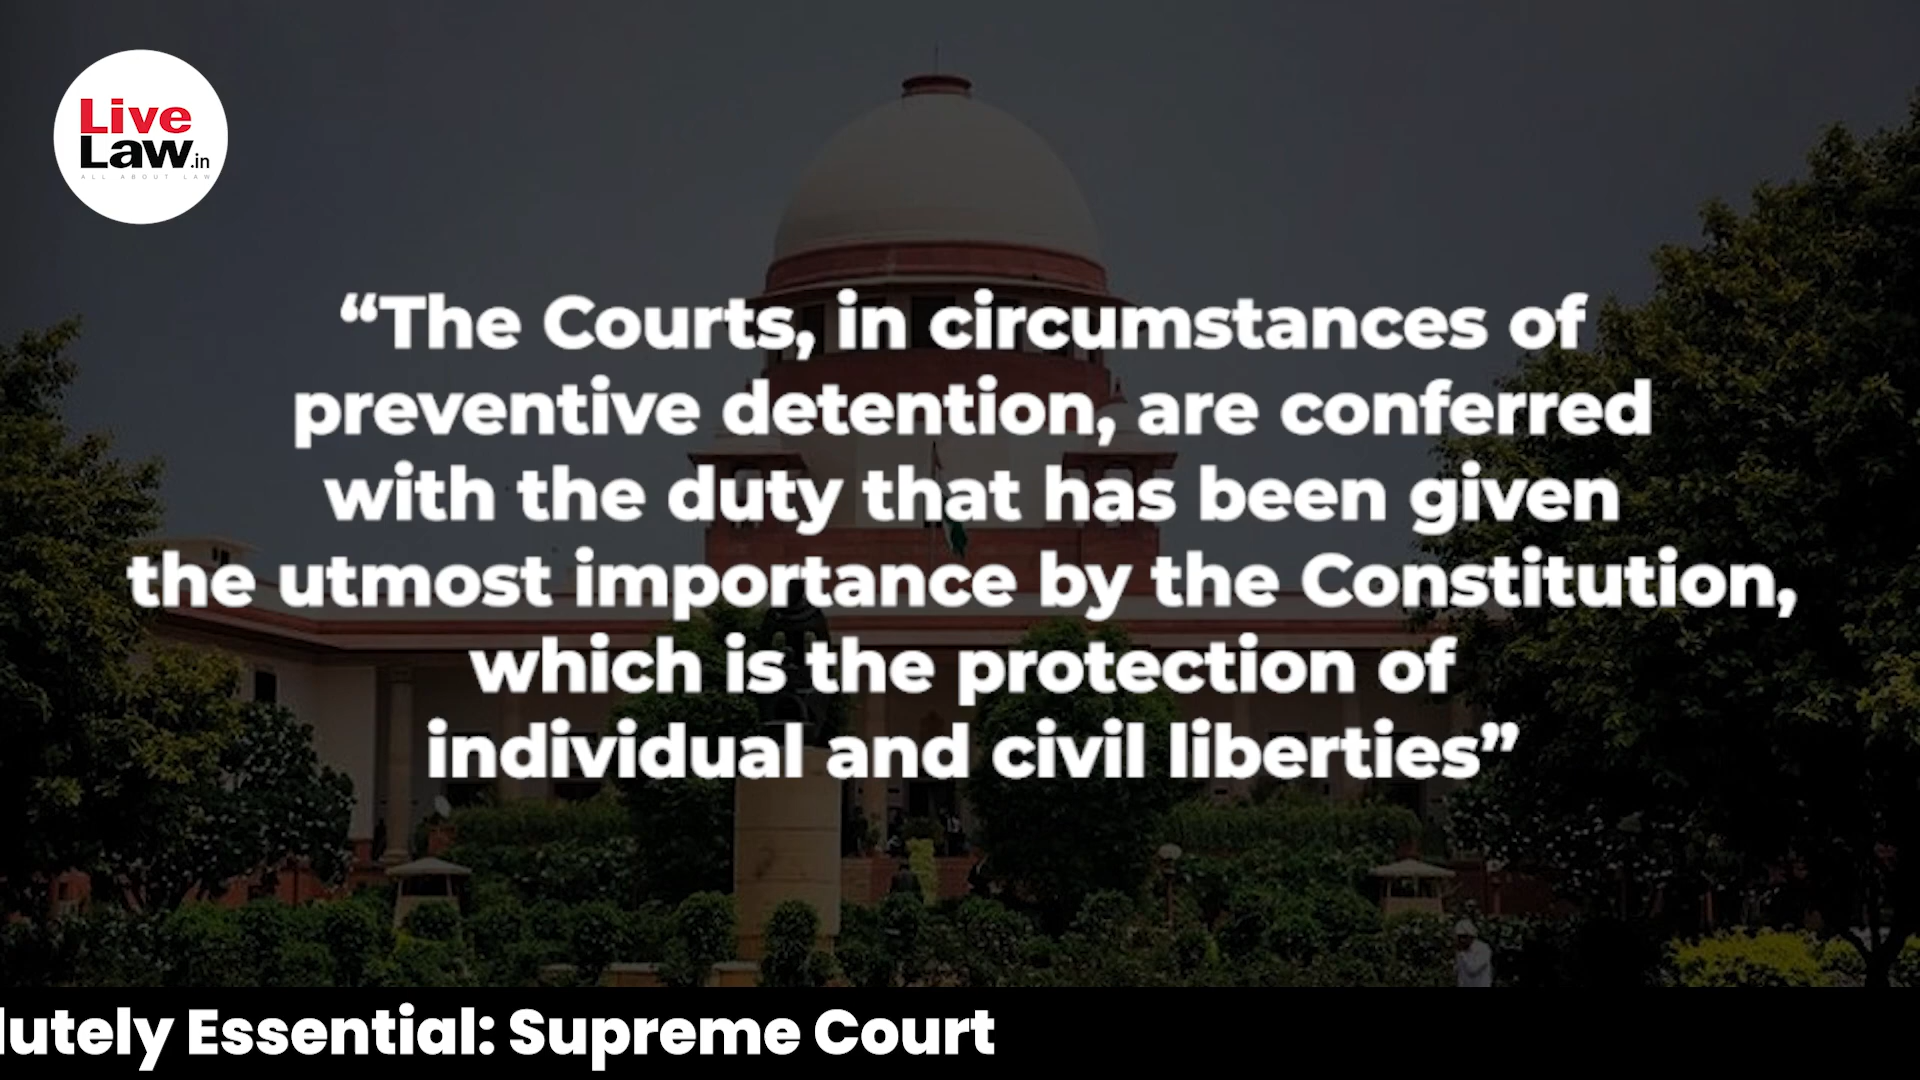 Live
Law.in
ALL ABOUT LAW
“The Courts, in circumstances of
preventive detention, are conferred
with the duty that has been given
the utmost importance by the Constitution,
which is the protection of
individual and civil liberties”
lutely Essential: Supreme Court